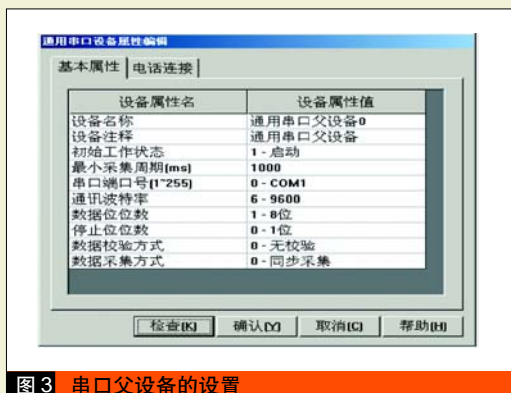 通用串口设备属性编辑
基本属性 电话连接
设备属性名 设备属性值
设备名称 通用串口父设备0
设备注释 通用串口父设备
初始工作状态 1 - 启动
最小采集周期(ms) 1000
串口端口号(1~255) 0 - COM1
通讯波特率 6 - 9600
数据位位数 1 - 8位
停止位位数 0 - 1位
数据校验方式 0 - 无校验
数据采集方式 0 - 同步采集
检查(K) 确认(Y) 取消(C) 帮助(H)
图3 串口父设备的设置